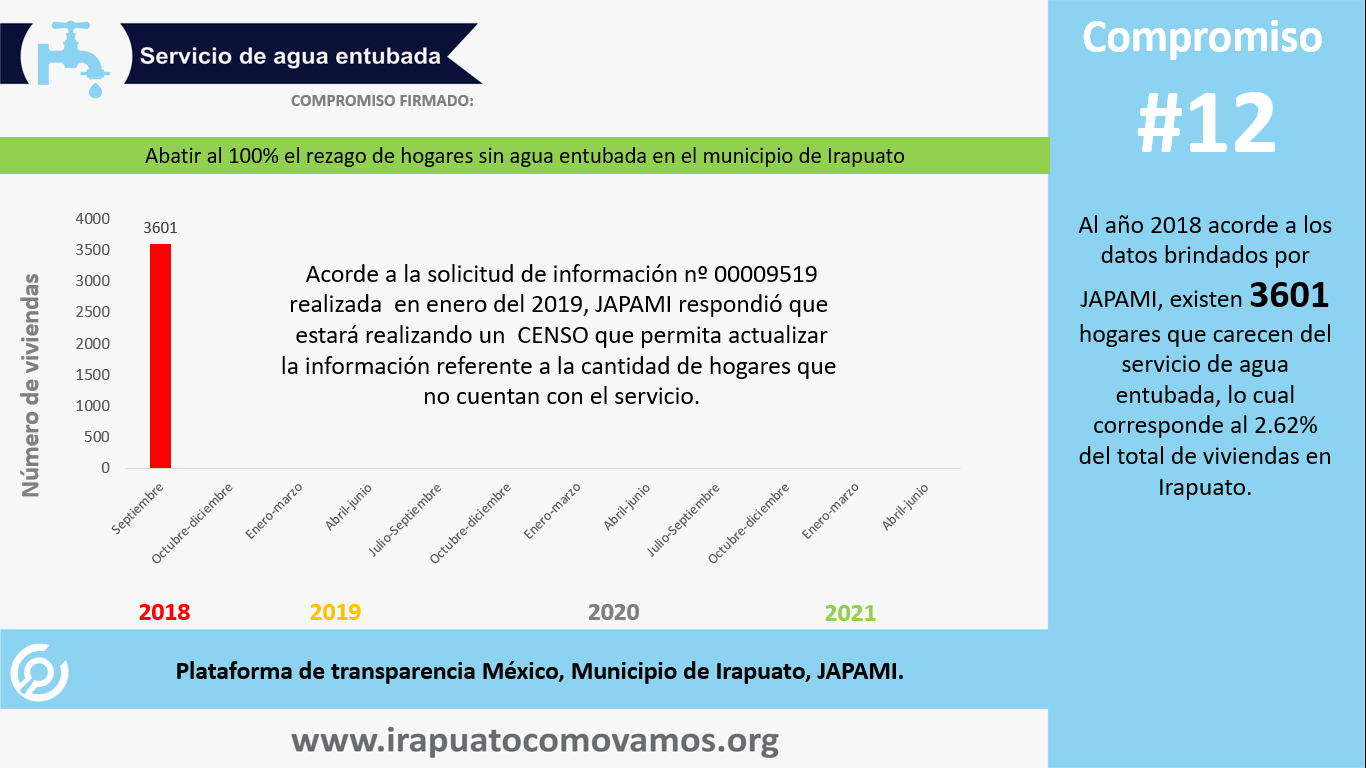 Servicio de agua entubada
COMPROMISO FIRMADO:
Abatir al 100% el rezago de hogares sin agua entubada en el municipio de Irapuato
Número de viviendas
4000
3500
3000
2500
2000
1500
1000
500
0
3601
Acorde a la solicitud de información nº 00009519
realizada  en enero del 2019, JAPAMI respondió que
estará realizando un  CENSO que permita actualizar
la información referente a la cantidad de hogares que
no cuentan con el servicio.
Septiembre
Octubre-diciembre
Enero-marzo
Abril-junio
Julio-Septiembre
Octubre-diciembre
Enero-marzo
Abril-junio
Julio-Septiembre
Octubre-diciembre
Enero-marzo
Abril-junio
2018
2019
2020
2021
Plataforma de transparencia México, Municipio de Irapuato, JAPAMI.
www.irapuatocomovamos.org
Compromiso
#12
Al año 2018 acorde a los
datos brindados por
JAPAMI, existen 3601
hogares que carecen del
servicio de agua
entubada, lo cual
corresponde al 2.62%
del total de viviendas en
Irapuato.